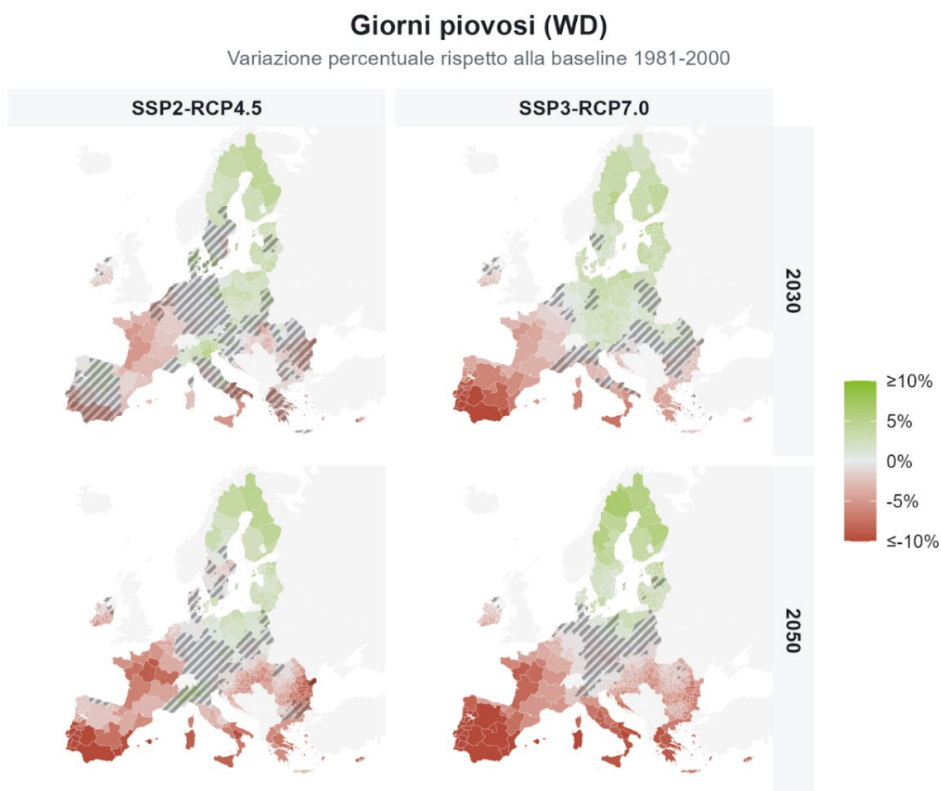 Giorni piovosi (WD)
Variazione percentuale rispetto alla baseline 1981-2000
SSP2-RCP4.5
SSP3-RCP7.0
2030
2050
≥10%
5%
0%
-5%
≤-10%